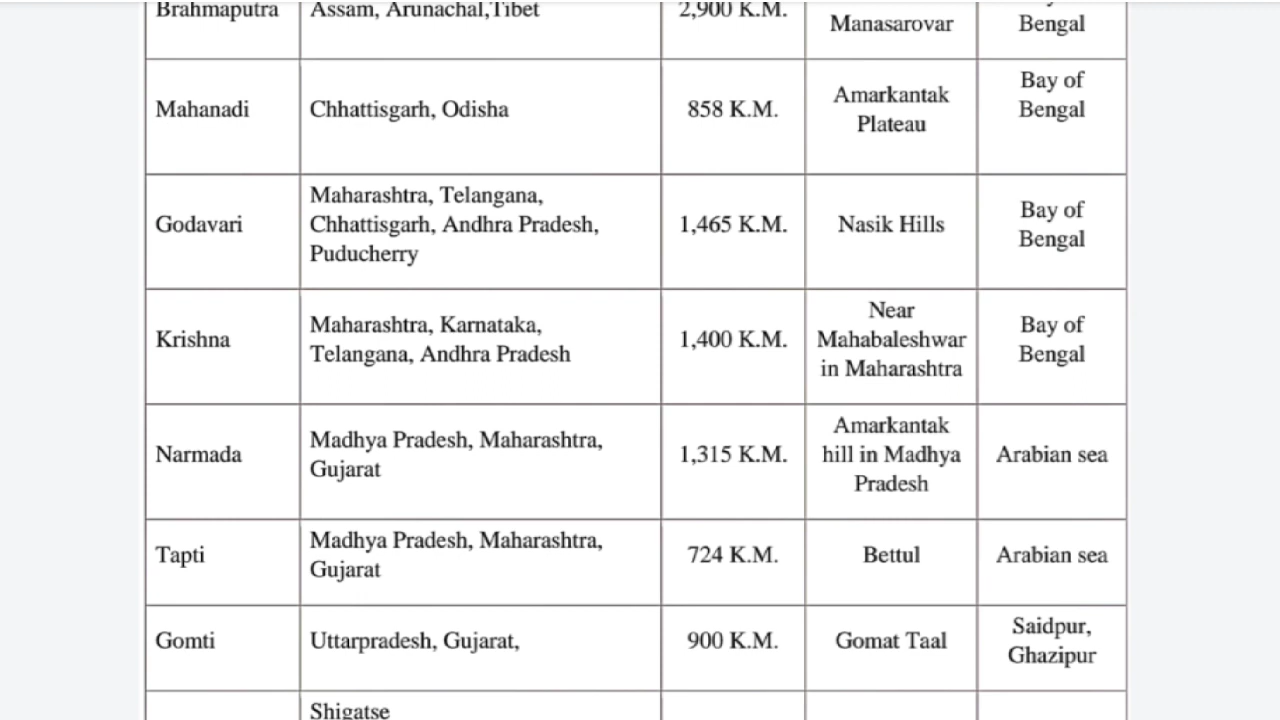 Brahmaputra
Assam, Arunachal,Tibet
2,900 K.M.
Manasarovar
Bengal
Mahanadi
Chhattisgarh, Odisha
858 K.M.
Amarkantak
Plateau
Bay of
Bengal
Godavari
Maharashtra, Telangana,
Chhattisgarh, Andhra Pradesh,
Puducherry
1,465 K.M.
Nasik Hills
Bay of
Bengal
Krishna
Maharashtra, Karnataka,
Telangana, Andhra Pradesh
1,400 K.M.
Near
Mahabaleshwar
in Maharashtra
Bay of
Bengal
Narmada
Madhya Pradesh, Maharashtra,
Gujarat
1,315 K.M.
Amarkantak
hill in Madhya
Pradesh
Arabian sea
Tapti
Madhya Pradesh, Maharashtra,
Gujarat
724 K.M.
Bettul
Arabian sea
Gomti
Uttarpradesh, Gujarat,
900 K.M.
Gomat Taal
Saidpur,
Ghazipur
Shigatse